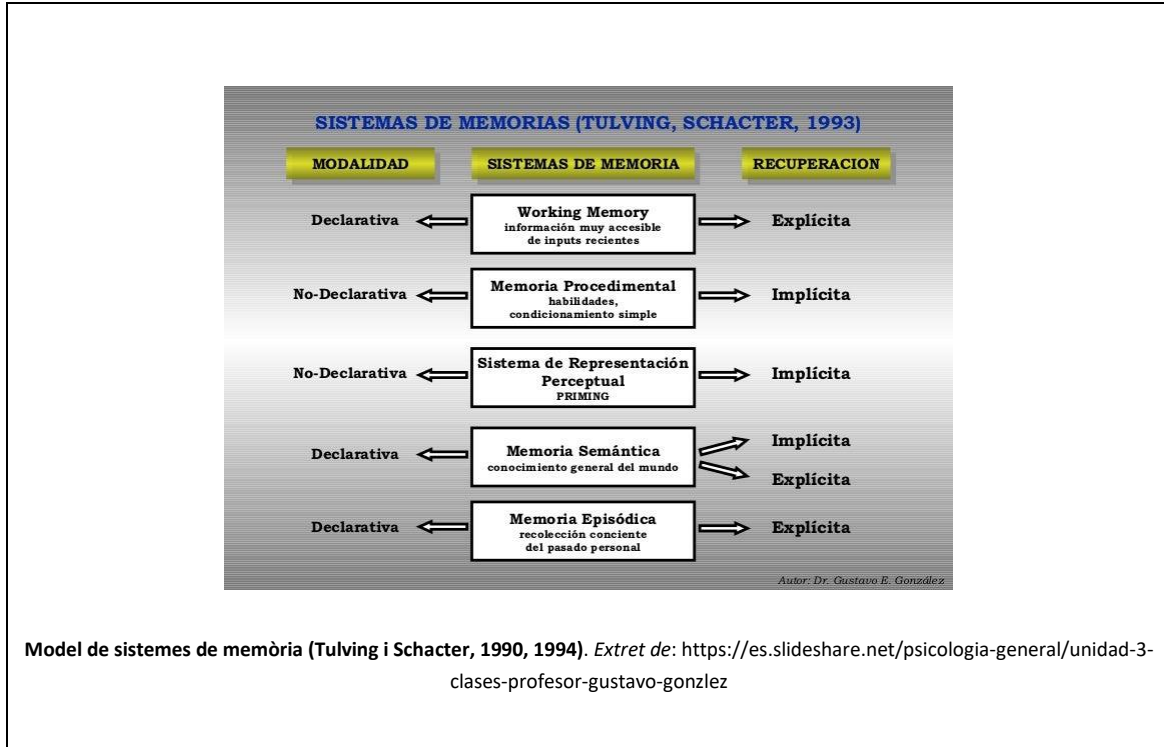 SISTEMAS DE MEMORIAS (TULVING, SCHACTER, 1993)
MODALIDAD SISTEMAS DE MEMORIA RECUPERACION
Declarativa Working Memory Explícita
información muy accesible
de inputs recientes
No-Declarativa Memoria Procedimental Implícita
habilidades,
condicionamiento simple
No-Declarativa Sistema de Representación Implícita
Perceptual
PRIMING
Declarativa Memoria Semántica Implícita
conocimiento general del mundo Explícita
Declarativa Memoria Episódica Explícita
recolección conciente
del pasado personal
Autor: Dr. Gustavo E. González
Model de sistemes de memòria (Tulving i Schacter, 1990, 1994). Extret de: https://es.slideshare.net/psicologia-general/unidad-3-
clases-profesor-gustavo-gonzlez